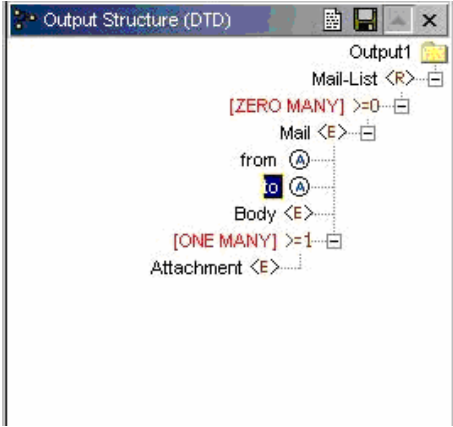 Output Structure (DTD)
Output1
Mail-List <R>
[ZERO MANY] >=0
Mail <E>
from A
to A
Body <E>
[ONE MANY] >=1
Attachment <E>